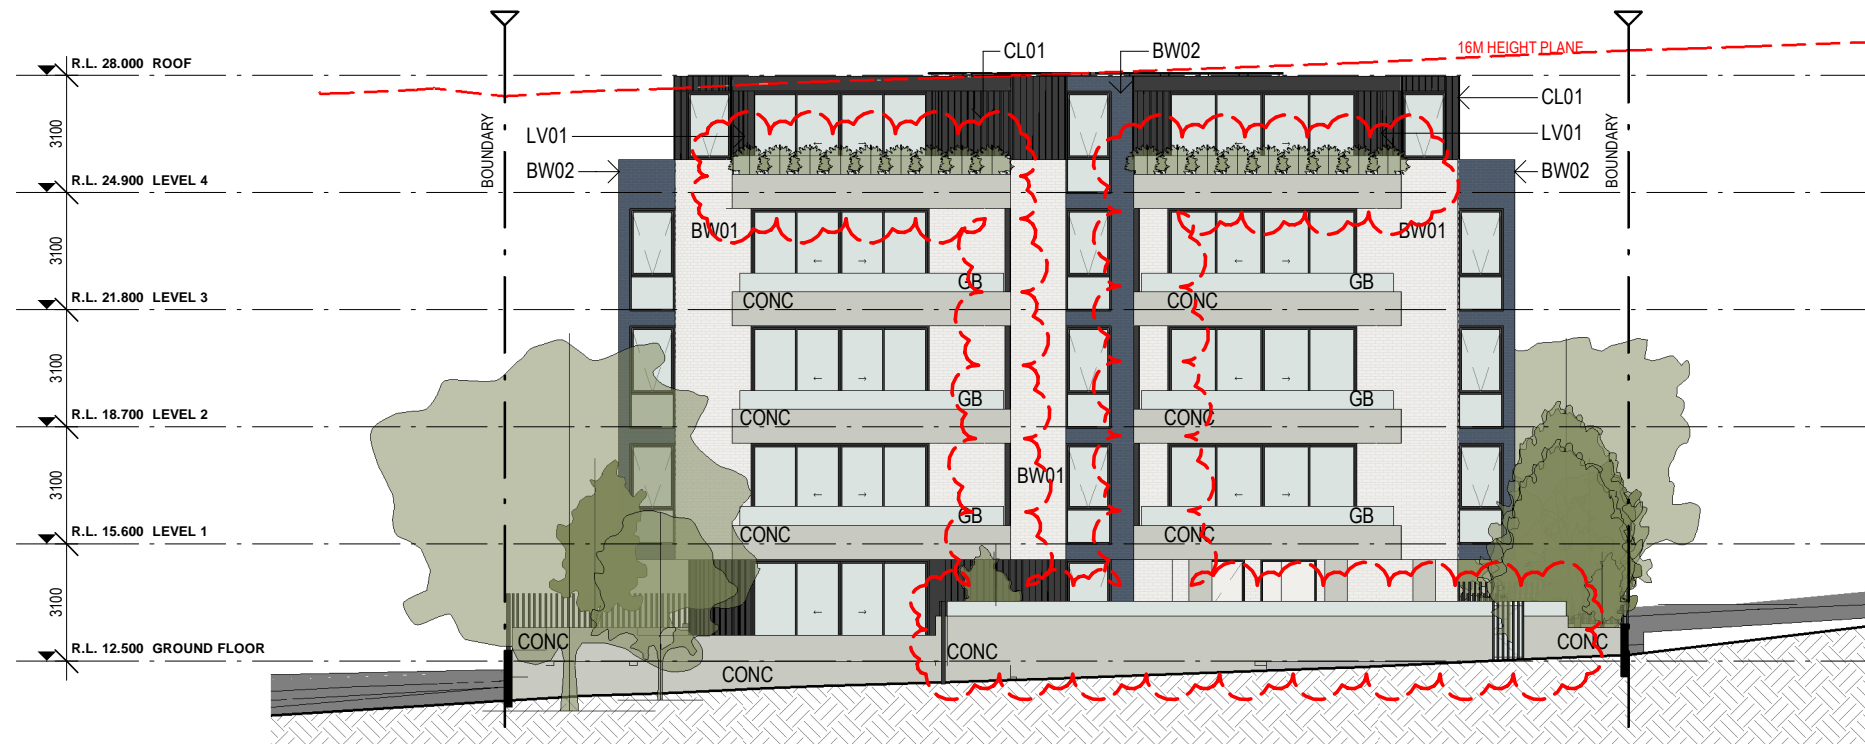 CL01
BW02
16M HEIGHT PLANE
R.L. 28.000 ROOF
CL01
3100
BOUNDARY
LV01
LV01
BOUNDARY
BW02
BW02
R.L. 24.900 LEVEL 4
3100
BW01
BW01
GB
GB
R.L. 21.800 LEVEL 3
CONC
CONC
3100
GB
GB
R.L. 18.700 LEVEL 2
CONC
CONC
3100
BW01
GB
GB
R.L. 15.600 LEVEL 1
CONC
CONC
3100
R.L. 12.500 GROUND FLOOR
CONC
CONC
CONC
CONC